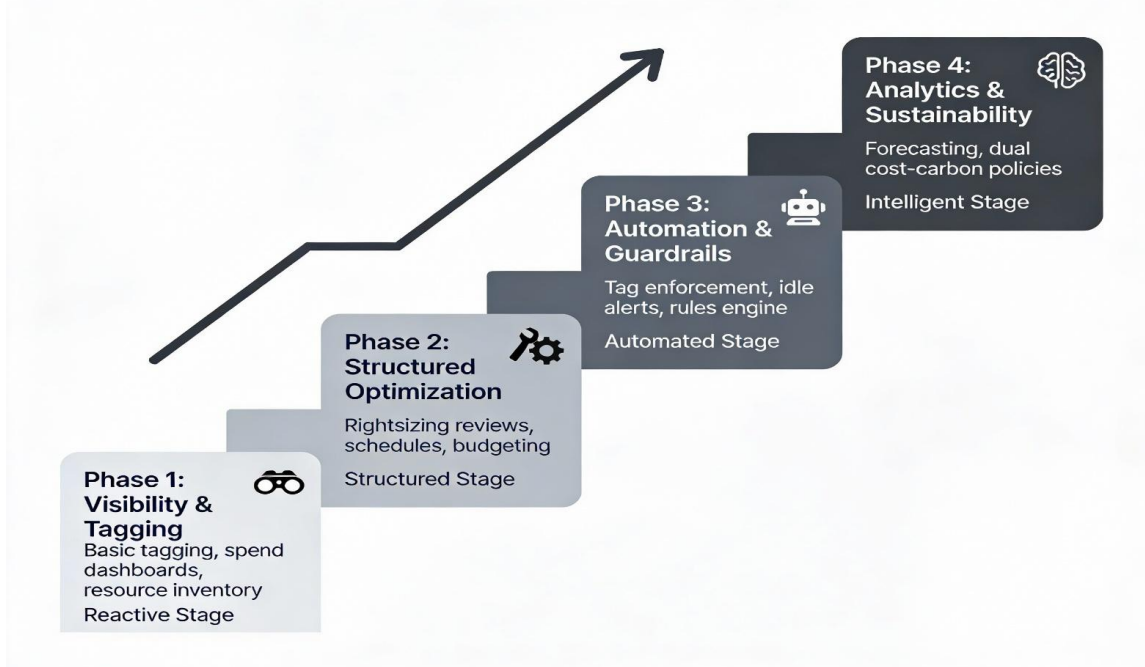 Phase 1:
Visibility &
Tagging
Basic tagging, spend
dashboards,
resource inventory
Reactive Stage
Phase 2:
Structured
Optimization
Rightsizing reviews,
schedules, budgeting
Structured Stage
Phase 3:
Automation &
Guardrails
Tag enforcement, idle
alerts, rules engine
Automated Stage
Phase 4:
Analytics &
Sustainability
Forecasting, dual
cost-carbon policies
Intelligent Stage